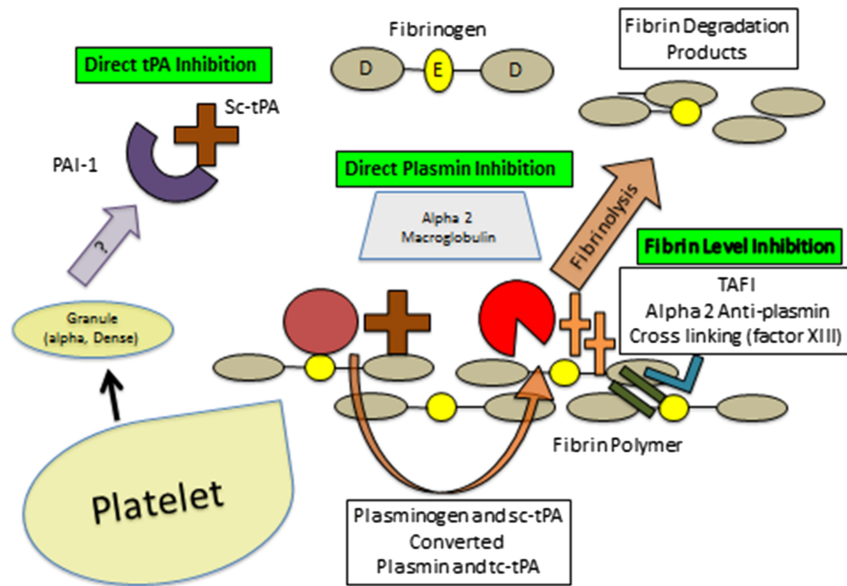 Fibrinogen
D
E
D
Fibrin Degradation
Products
Direct tPA Inhibition
Sc-tPA
PAI-1
Direct Plasmin Inhibition
Alpha 2
Macroglobulin
Fibrinolysis
Fibrin Level Inhibition
TAFI
Alpha 2 Anti-plasmin
Cross linking (factor XIII)
?
Granule
(alpha, Dense)
Fibrin Polymer
Platelet
Plasminogen and sc-tPA
Converted
Plasmin and tc-tPA